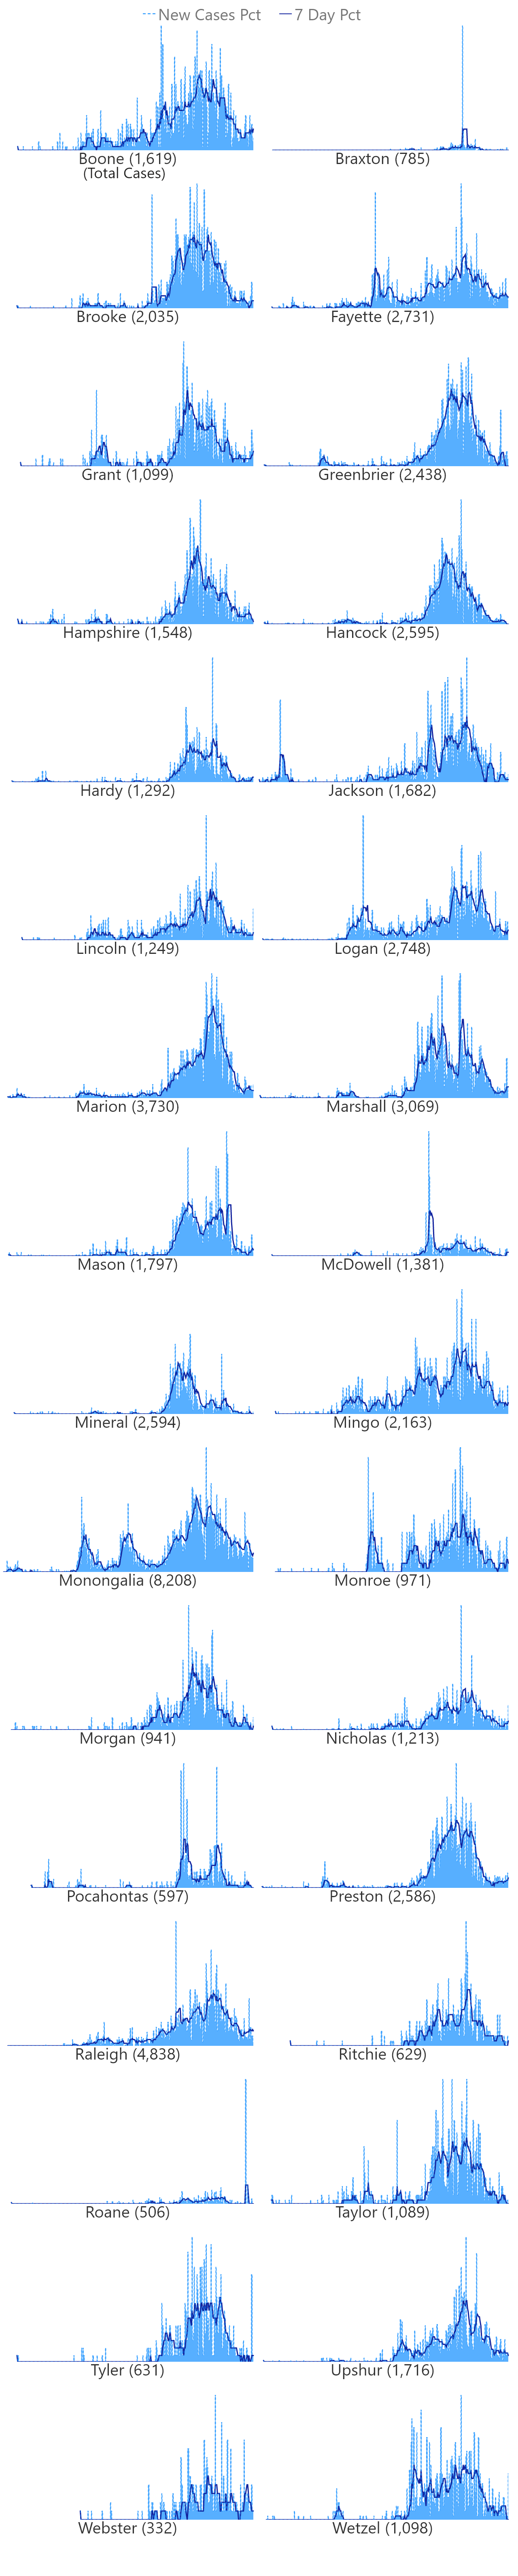 New Cases Pct 7 Day Pct
Boone (1,619) Braxton (785)
(Total Cases)
Brooke (2,035) Fayette (2,731)
Grant (1,099) Greenbrier (2,438)
Hampshire (1,548) Hancock (2,595)
Hardy (1,292) Jackson (1,682)
Lincoln (1,249) Logan (2,748)
Marion (3,730) Marshall (3,069)
Mason (1,797) McDowell (1,381)
Mineral (2,594) Mingo (2,163)
Monongalia (8,208) Monroe (971)
Morgan (941) Nicholas (1,213)
Pocahontas (597) Preston (2,586)
Raleigh (4,838) Ritchie (629)
Roane (506) Taylor (1,089)
Tyler (631) Upshur (1,716)
Webster (332) Wetzel (1,098)